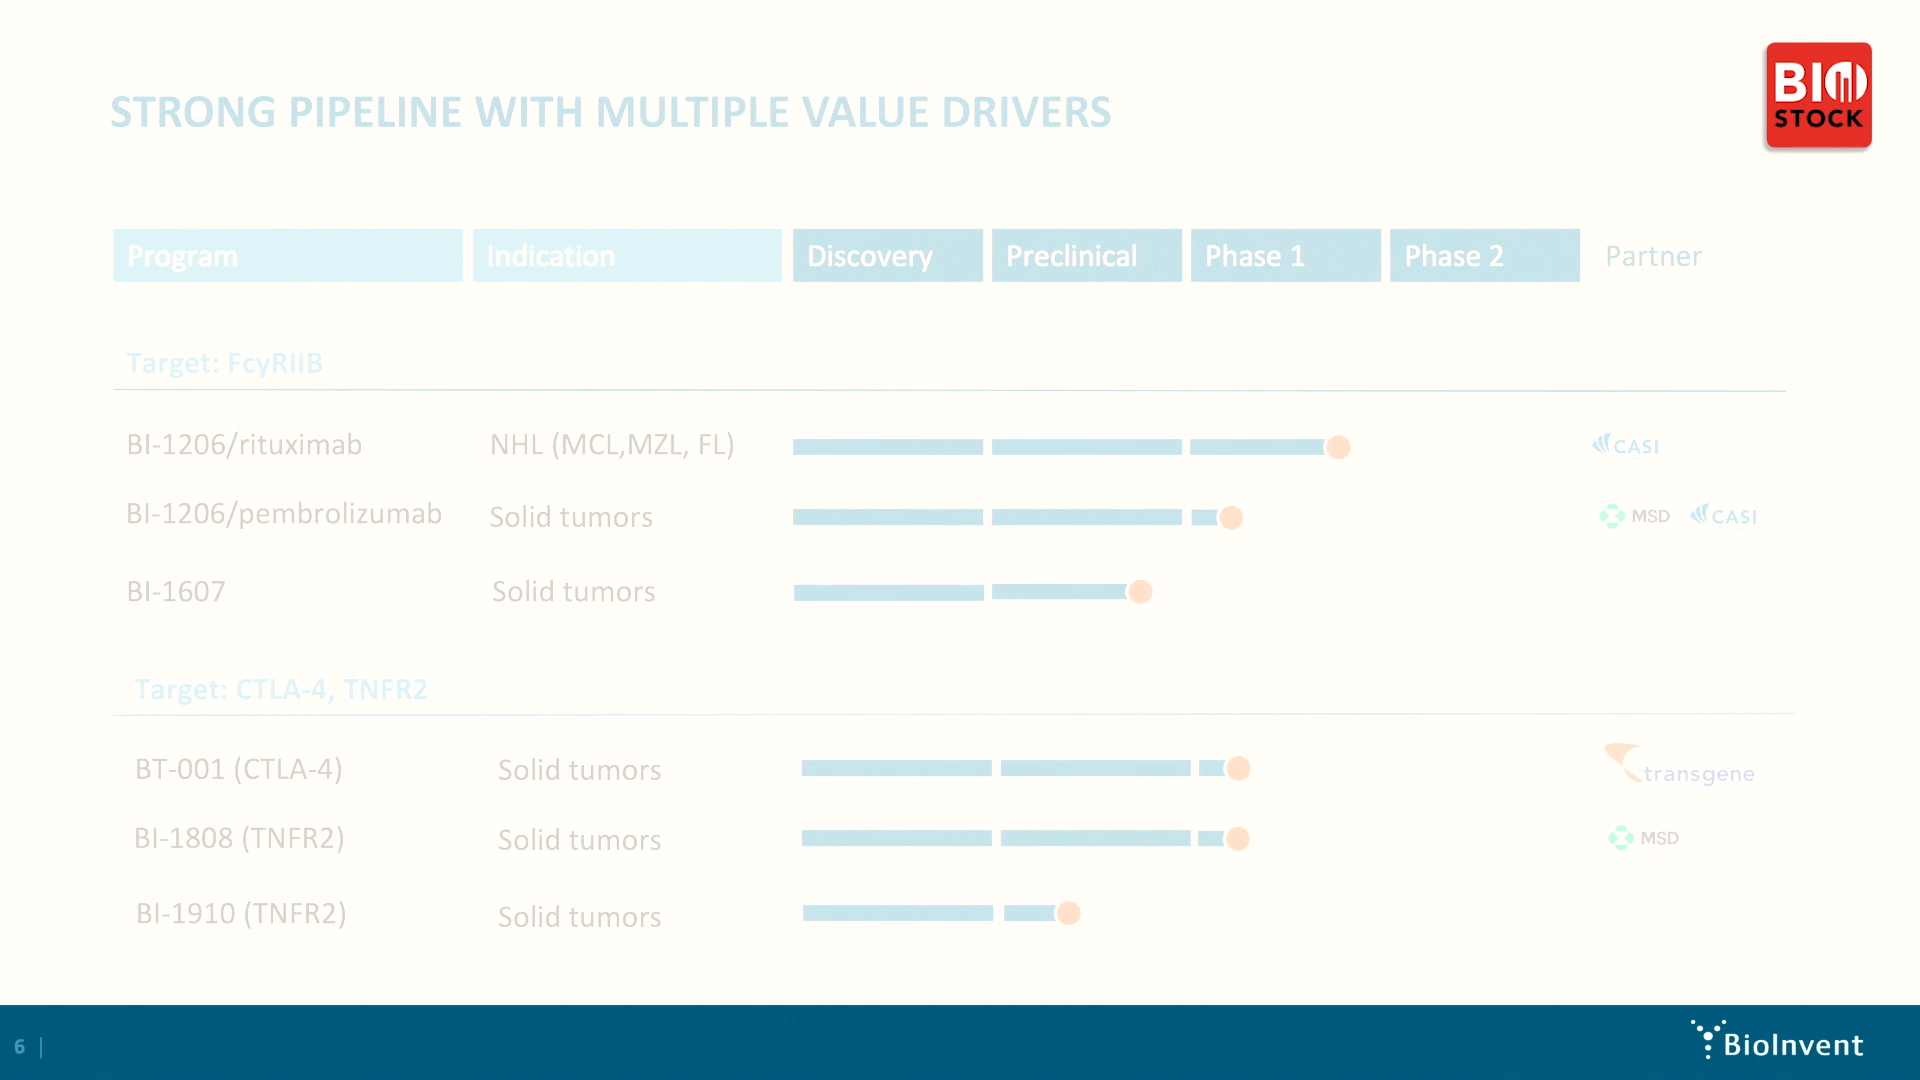 STRONG PIPELINE WITH MULTIPLE VALUE DRIVERS
BIO
STOCK
Program Indication Discovery Preclinical Phase 1 Phase 2 Partner
Target: FcyRIIB
BI-1206/rituximab NHL (MCL,MZL, FL) CASI
BI-1206/pembrolizumab Solid tumors MSD CASI
BI-1607 Solid tumors
Target: CTLA-4, TNFR2
BT-001 (CTLA-4) Solid tumors transgene
BI-1808 (TNFR2) Solid tumors MSD
BI-1910 (TNFR2) Solid tumors
6 |
BioInvent